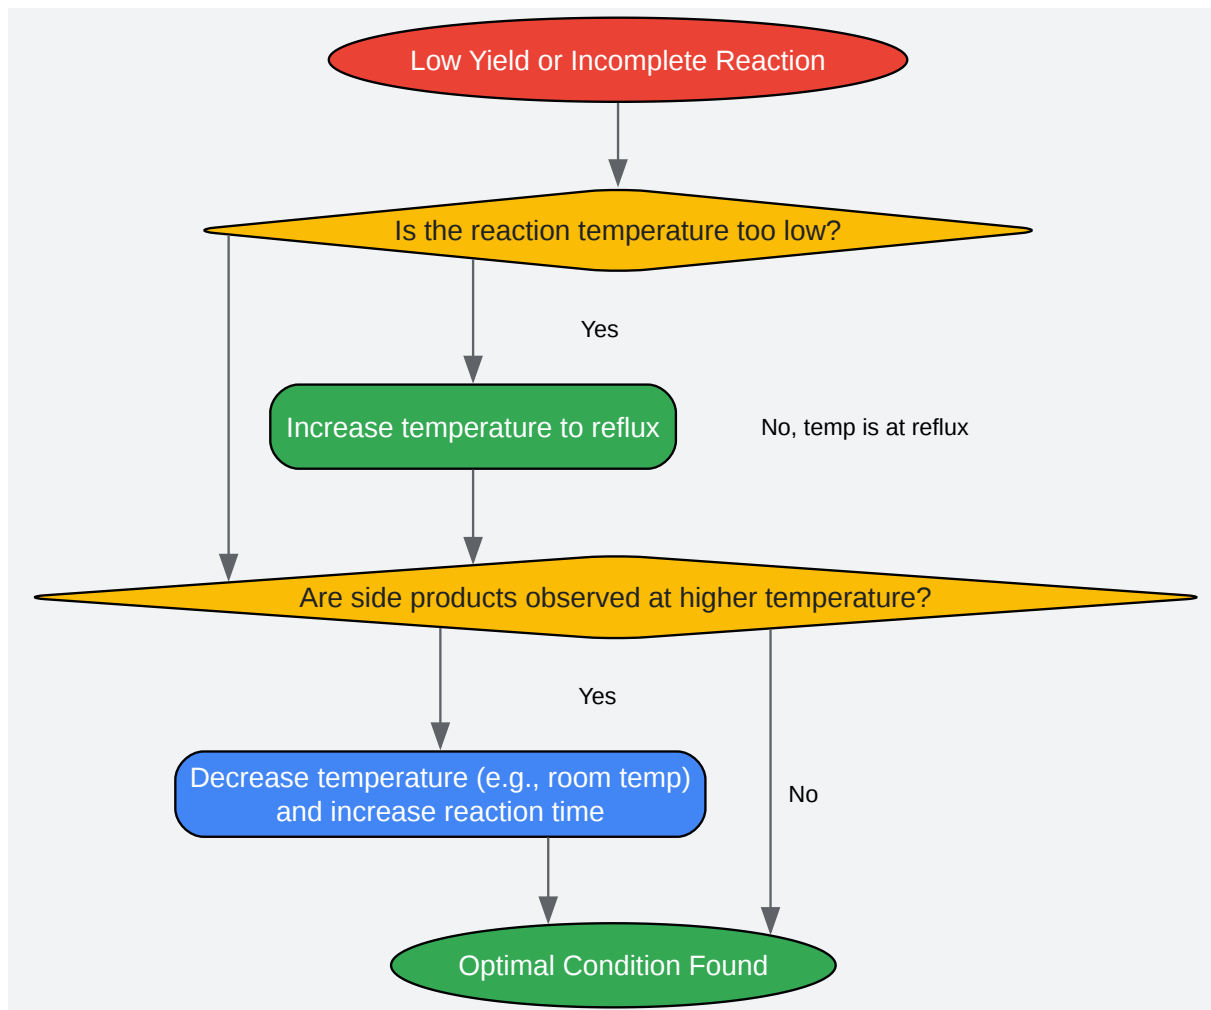 Low Yield or Incomplete Reaction
Is the reaction temperature too low?
Yes
Increase temperature to reflux
No, temp is at reflux
Are side products observed at higher temperature?
Yes
Decrease temperature (e.g., room temp)
and increase reaction time
No
Optimal Condition Found